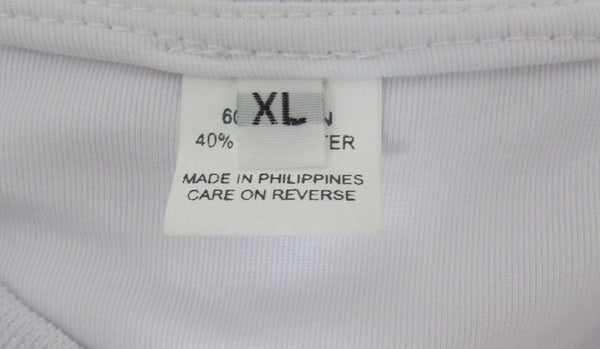 XL
40%
MADE IN PHILIPPINES
CARE ON REVERSE